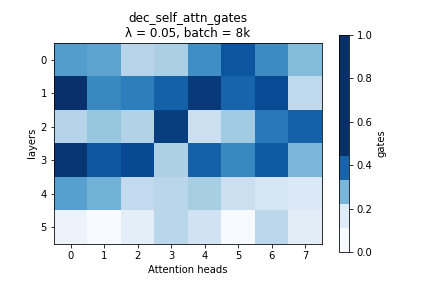 dec_self_attn_gates
λ = 0.05, batch = 8k
layers
0
1
2
3
4
5
0 1 2 3 4 5 6 7
Attention heads
1.0
0.8
0.6
0.4
0.2
0.0
gates